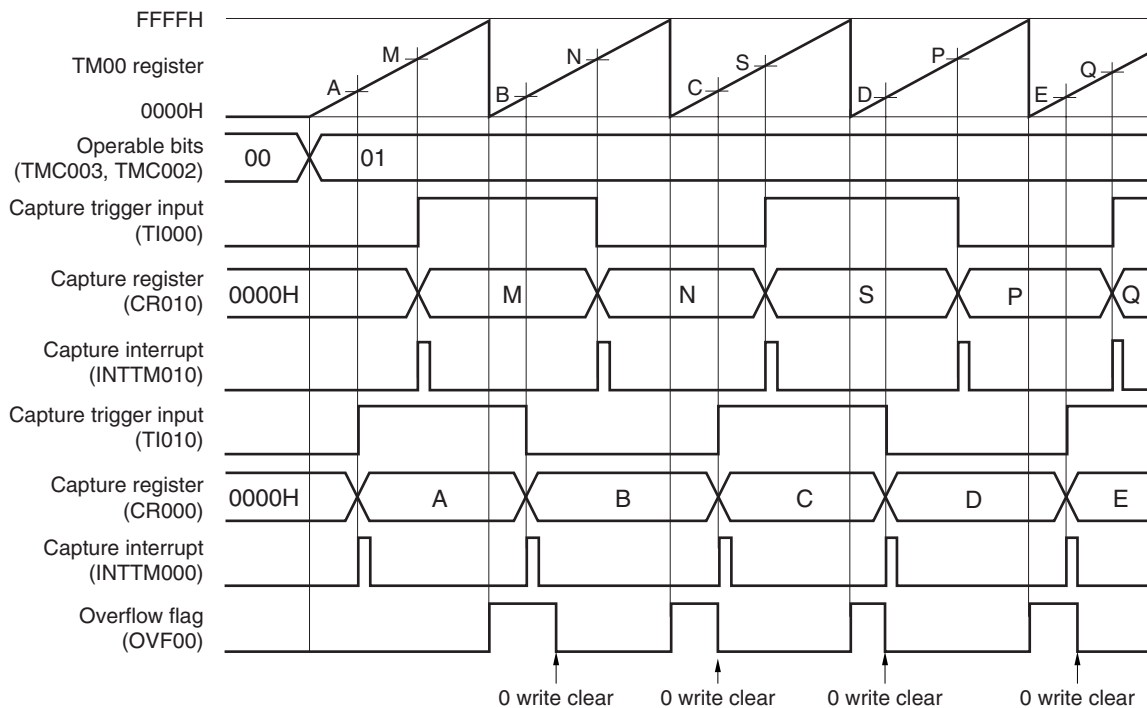 FFFFH
TM00 register
0000H
A M B N C S D P E Q
Operable bits
(TMC003, TMC002)
00 01
Capture trigger input
(TI000)
Capture register
(CR010)
0000H M N S P Q
Capture interrupt
(INTTM010)
Capture trigger input
(TI010)
Capture register
(CR000)
0000H A B C D E
Capture interrupt
(INTTM000)
Overflow flag
(OVF00)
0 write clear 0 write clear 0 write clear 0 write clear